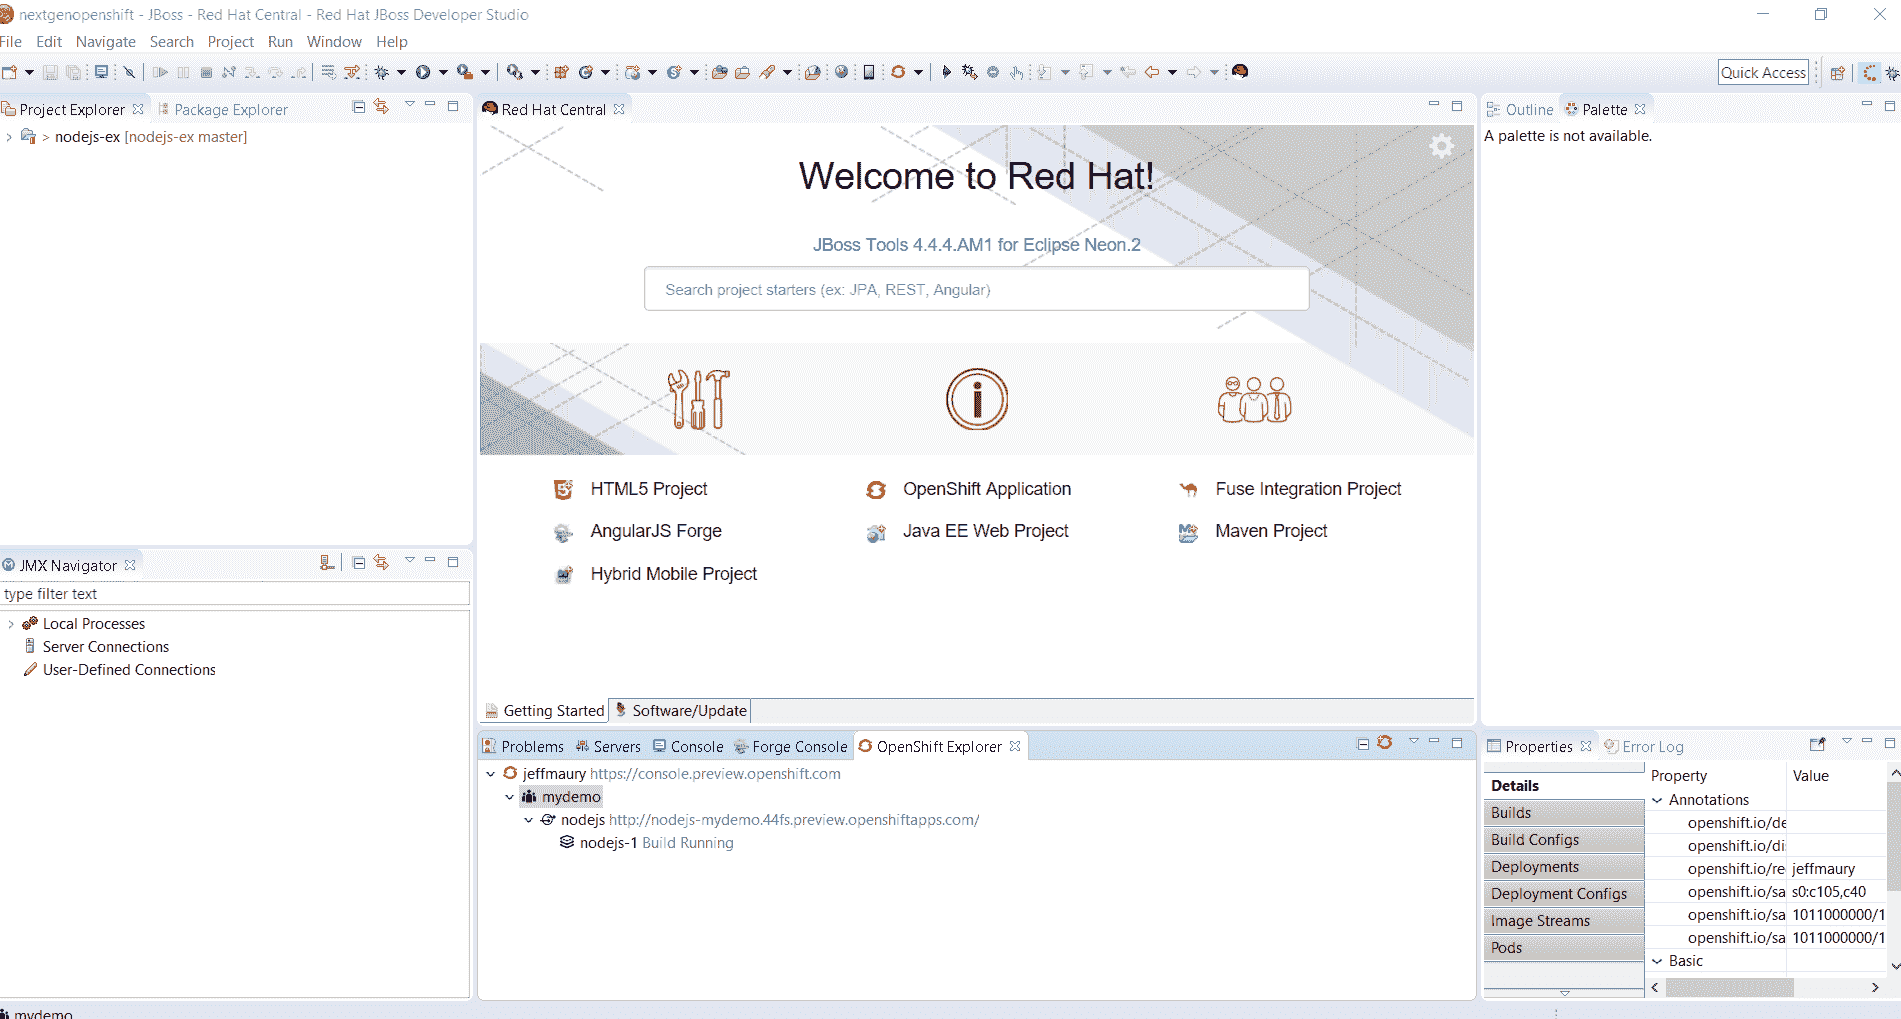 nextgenopenshift - JBoss - Red Hat Central - Red Hat JBoss Developer Studio
File Edit Navigate Search Project Run Window Help
Quick Access
Project Explorer Package Explorer
> nodejs-ex [nodejs-ex master]
JMX Navigator
type filter text
Local Processes
Server Connections
User-Defined Connections
Red Hat Central
Welcome to Red Hat!
JBoss Tools 4.4.4.AM1 for Eclipse Neon.2
Search project starters (ex: JPA, REST, Angular)
HTML5 Project OpenShift Application Fuse Integration Project
AngularJS Forge Java EE Web Project Maven Project
Hybrid Mobile Project
Getting Started Software/Update
Outline Palette
A palette is not available.
Problems Servers Console Forge Console OpenShift Explorer
jeffmaury https://console.preview.openshift.com
mydemo
nodejs http://nodejs-mydemo.44fs.preview.openshiftapps.com/
nodejs-1 Build Running
Properties Error Log
Details
Builds
Build Configs
Deployments
Deployment Configs
Image Streams
Pods
Property Value
Annotations
openshift.io/de
openshift.io/di
openshift.io/re jeffmaury
openshift.io/sa s0:c105,c40
openshift.io/sa 1011000000/1
openshift.io/sa 1011000000/1
Basic
mydemo